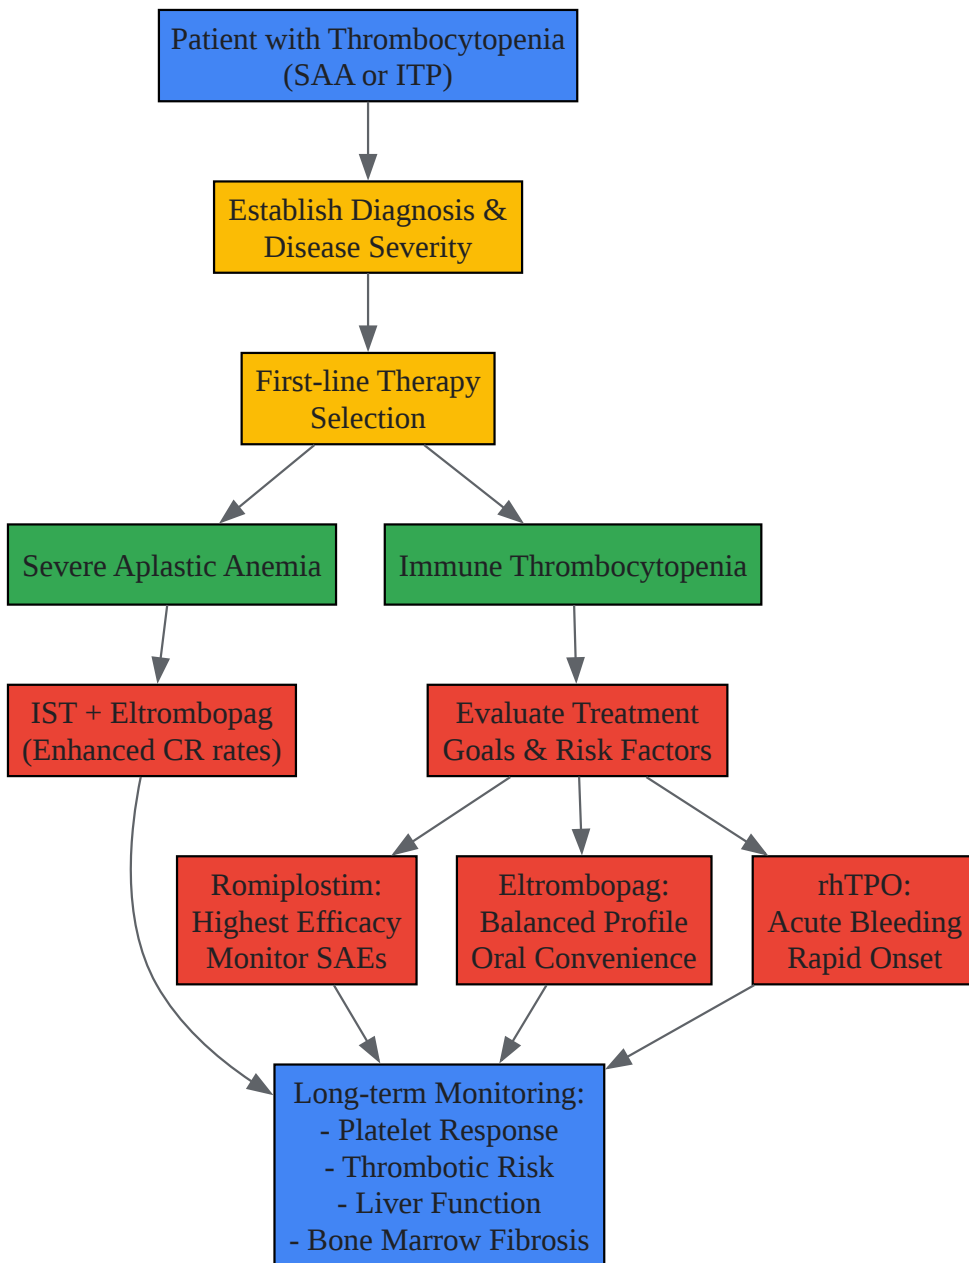 Patient with Thrombocytopenia
(SAA or ITP)
Establish Diagnosis &
Disease Severity
First-line Therapy
Selection
Severe Aplastic Anemia
Immune Thrombocytopenia
IST + Eltrombopag
(Enhanced CR rates)
Evaluate Treatment
Goals & Risk Factors
Romiplostim:
Highest Efficacy
Monitor SAEs
Eltrombopag:
Balanced Profile
Oral Convenience
rhTPO:
Acute Bleeding
Rapid Onset
Long-term Monitoring:
- Platelet Response
- Thrombotic Risk
- Liver Function
- Bone Marrow Fibrosis